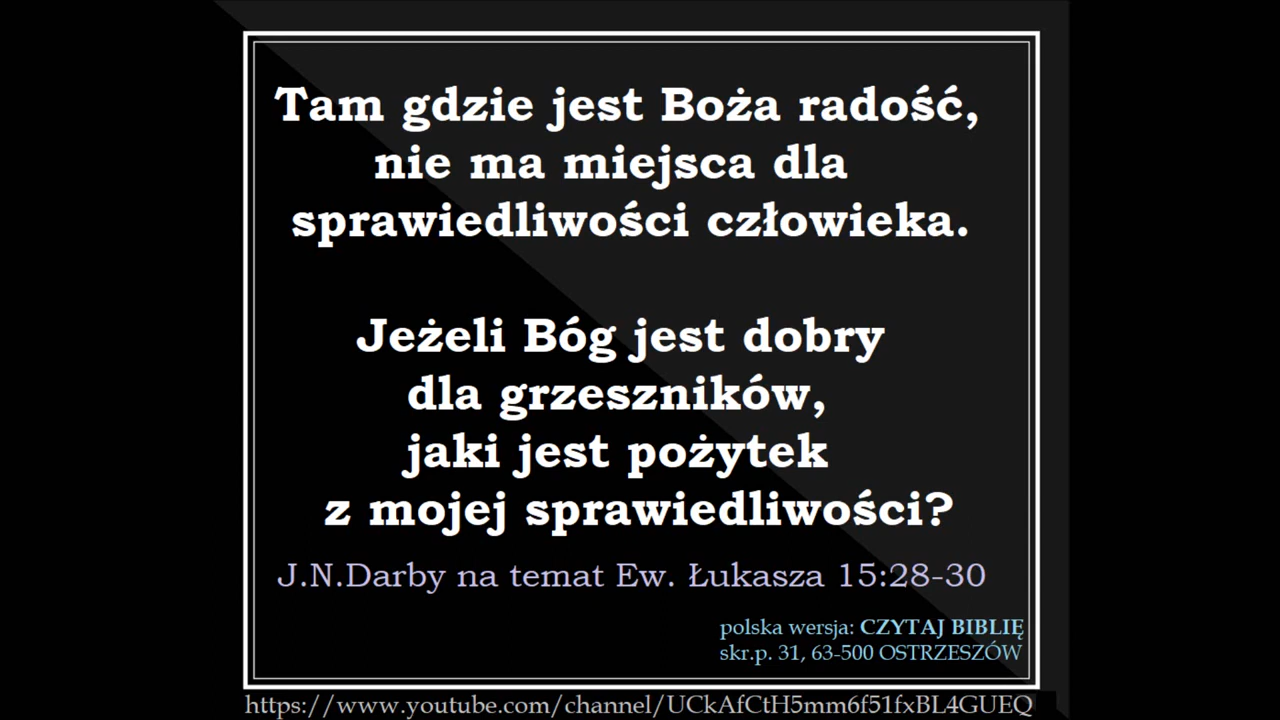 Tam gdzie jest Boża radość,
nie ma miejsca dla
sprawiedliwości człowieka.
Jeżeli Bóg jest dobry
dla grzeszników,
jaki jest pożytek
z mojej sprawiedliwości?
J.N.Darby na temat Ew. Łukasza 15:28-30
polska wersja: CZYTAJ BIBLIĘ
skr.p. 31, 63-500 OSTRZESZÓW
https://www.youtube.com/channel/UCkAfCtH5mm6f51fxBL4GUEQ